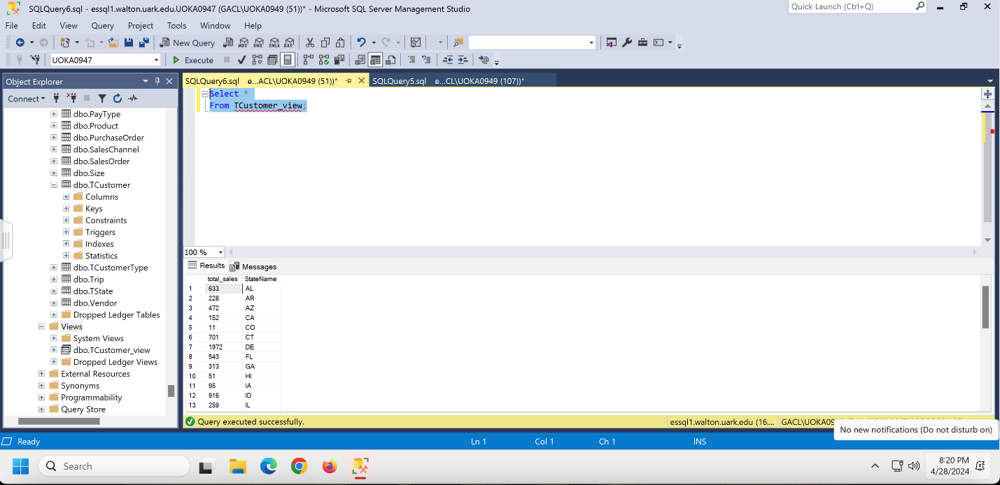 SQLQuery6.sql - essql1.walton.uark.edu.UOKA0947 (GACL\UOKA0949 (51))* - Microsoft SQL Server Management Studio
Quick Launch (Ctrl+Q)
File Edit View Query Project Tools Window Help
New Query MDX DMX XMLA DAX
UOKA0947 Execute
Object Explorer
SQLQuery6.sql e...ACL\UOKA0949 (51))* SQLQuery5.sql e...CL\UOKA0949 (107))*
Connect
dbo.PayType
dbo.Product
dbo.PurchaseOrder
dbo.SalesChannel
dbo.SalesOrder
dbo.Size
dbo.TCustomer
Columns
Keys
Constraints
Triggers
Indexes
Statistics
dbo.TCustomerType
dbo.Trip
dbo.TState
dbo.Vendor
Dropped Ledger Tables
Views
System Views
dbo.TCustomer_view
Dropped Ledger Views
External Resources
Synonyms
Programmability
Query Store
Select *
From TCustomer_view;
100 %
Results Messages
total_sales StateName
1 633 AL
2 228 AR
3 472 AZ
4 152 CA
5 11 CO
6 701 CT
7 1972 DE
8 543 FL
9 313 GA
10 51 HI
11 95 IA
12 916 ID
13 259 IL
Query executed successfully.
essql1.walton.uark.edu (16.... GACL\UOKA09
No new notifications (Do not disturb on)
Ready Ln 1 Col 1 Ch 1 INS
Search
8:20 PM
4/28/2024